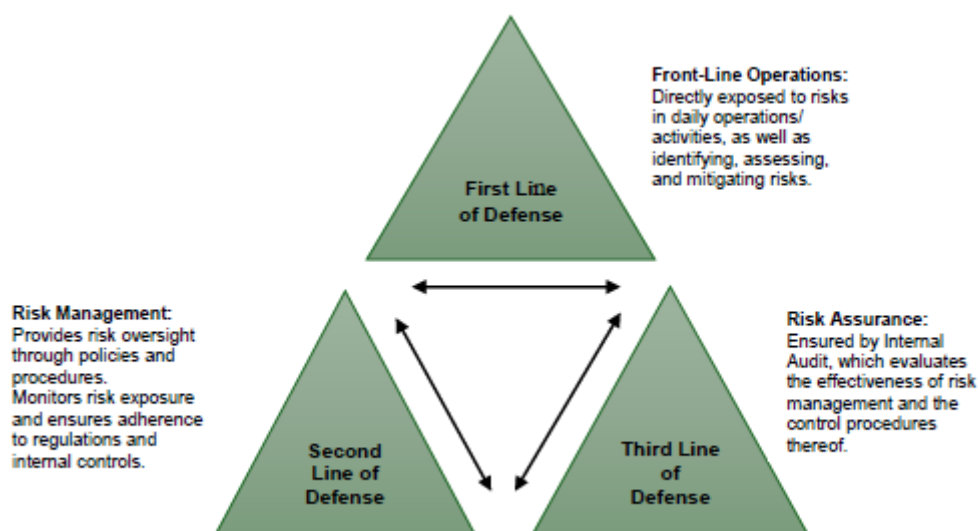 Front-Line Operations:
Directly exposed to risks
in daily operations/
activities, as well as
identifying, assessing,
and mitigating risks.
First Line
of Defense
Risk Management:
Provides risk oversight
through policies and
procedures.
Monitors risk exposure
and ensures adherence
to regulations and
internal controls.
Second
Line of
Defense
Third Line
of
Defense
Risk Assurance:
Ensured by Internal
Audit, which evaluates
the effectiveness of risk
management and the
control procedures
thereof.